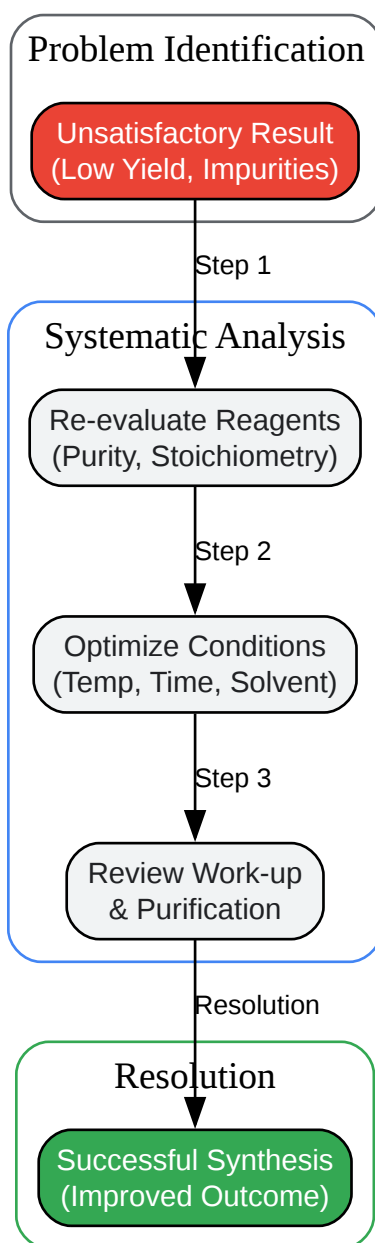 Problem Identification
Unsatisfactory Result
(Low Yield, Impurities)
Step 1
Systematic Analysis
Re-evaluate Reagents
(Purity, Stoichiometry)
Step 2
Optimize Conditions
(Temp, Time, Solvent)
Step 3
Review Work-up
& Purification
Resolution
Resolution
Successful Synthesis
(Improved Outcome)